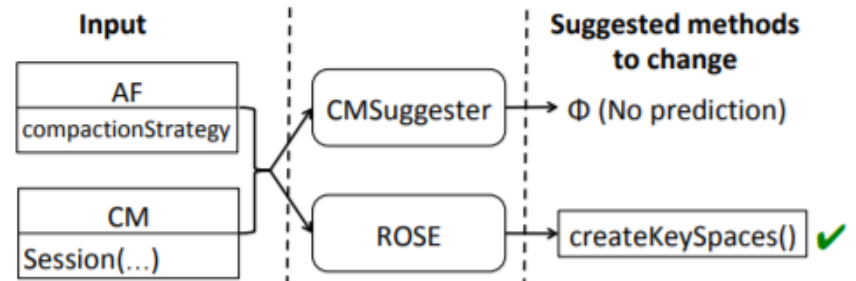 Input
Suggested methods
to change
AF
compactionStrategy
CMSuggester
Φ (No prediction)
CM
Session(...)
ROSE
createKeySpaces()